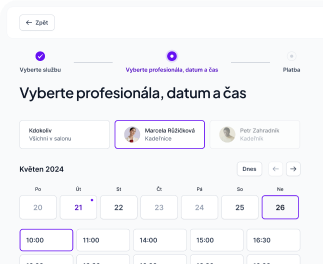 ← Zpět
Vyberte službu
Vyberte profesionála, datum a čas
Platba
Vyberte profesionála, datum a čas
Kdokoliv
Všichni v salonu
Marcela Růžičková
Kadeřnice
Petr Zahradník
Kadeřník
Květen 2024
Dnes
← →
Po Út St Čt Pá So Ne
20 21 22 23 24 25 26
10:00 11:00 14:00 15:00 16:30